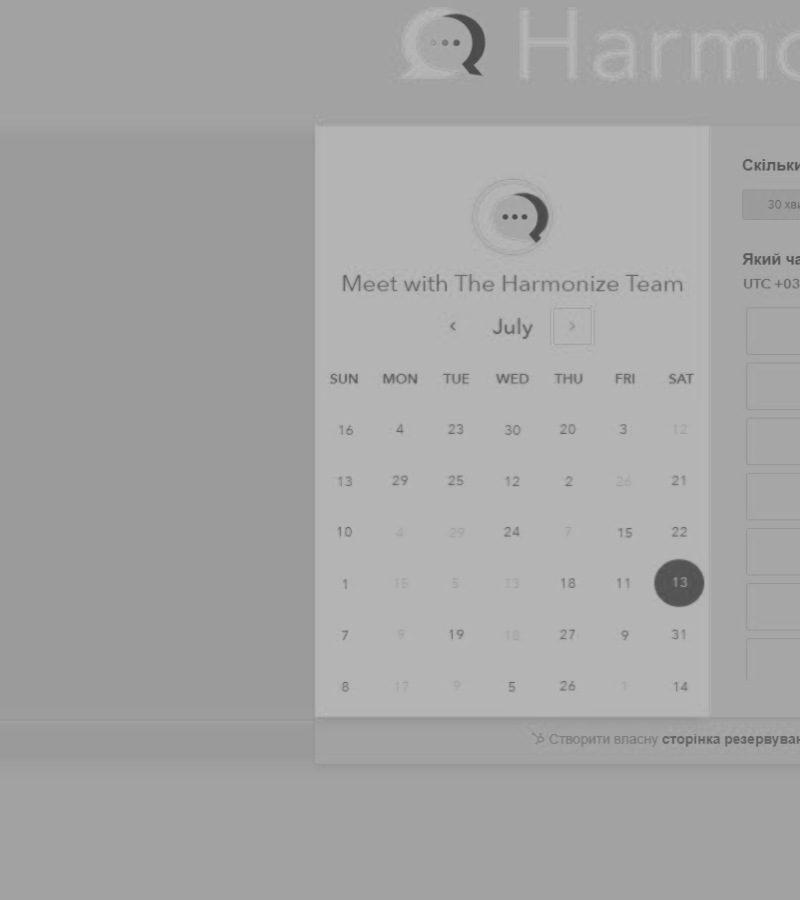 Harmo
Meet with The Harmonize Team
July
SUN MON TUE WED THU FRI SAT
16 4 23 30 20 3 12
13 29 25 12 2 26 21
10 4 29 24 7 15 22
1 15 5 13 18 11 13
7 9 19 18 27 9 31
8 17 9 5 26 1 14
Скільки
30 хви
Який ча
UTC +03
Створити власну сторінка резервуван